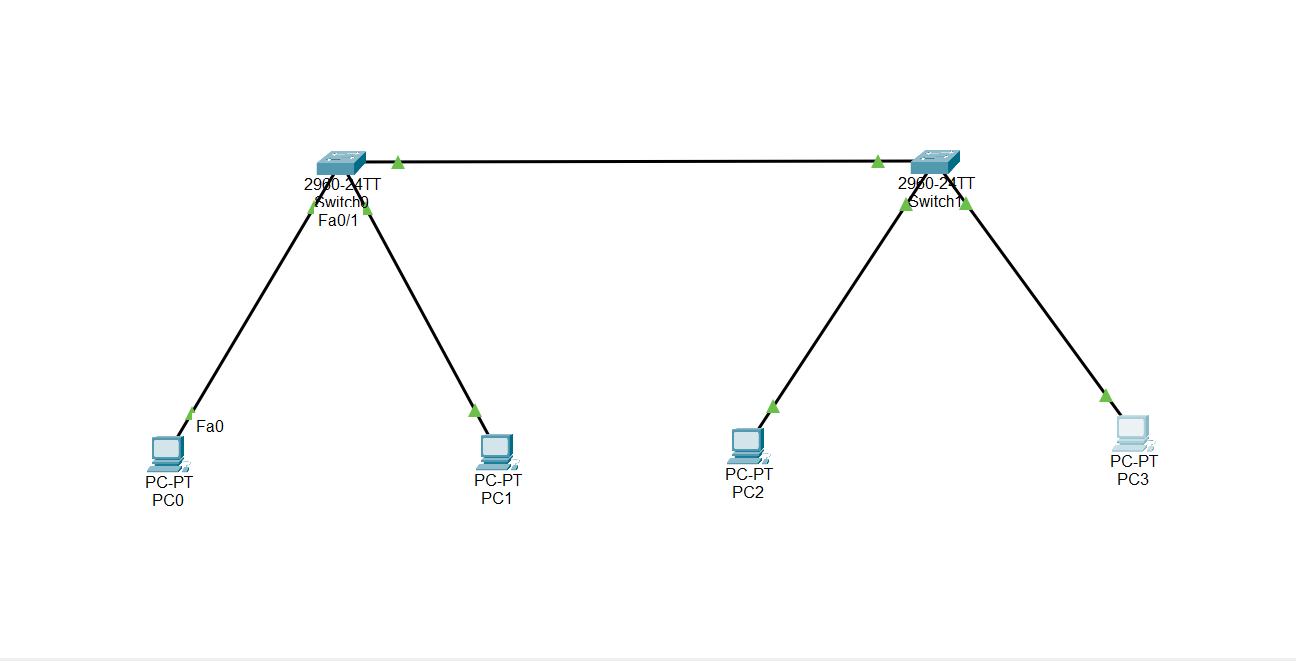 2960-24TT
Switch0
Fa0/1
2960-24TT
Switch1
Fa0
PC-PT
PC0
PC-PT
PC1
PC-PT
PC2
PC-PT
PC3